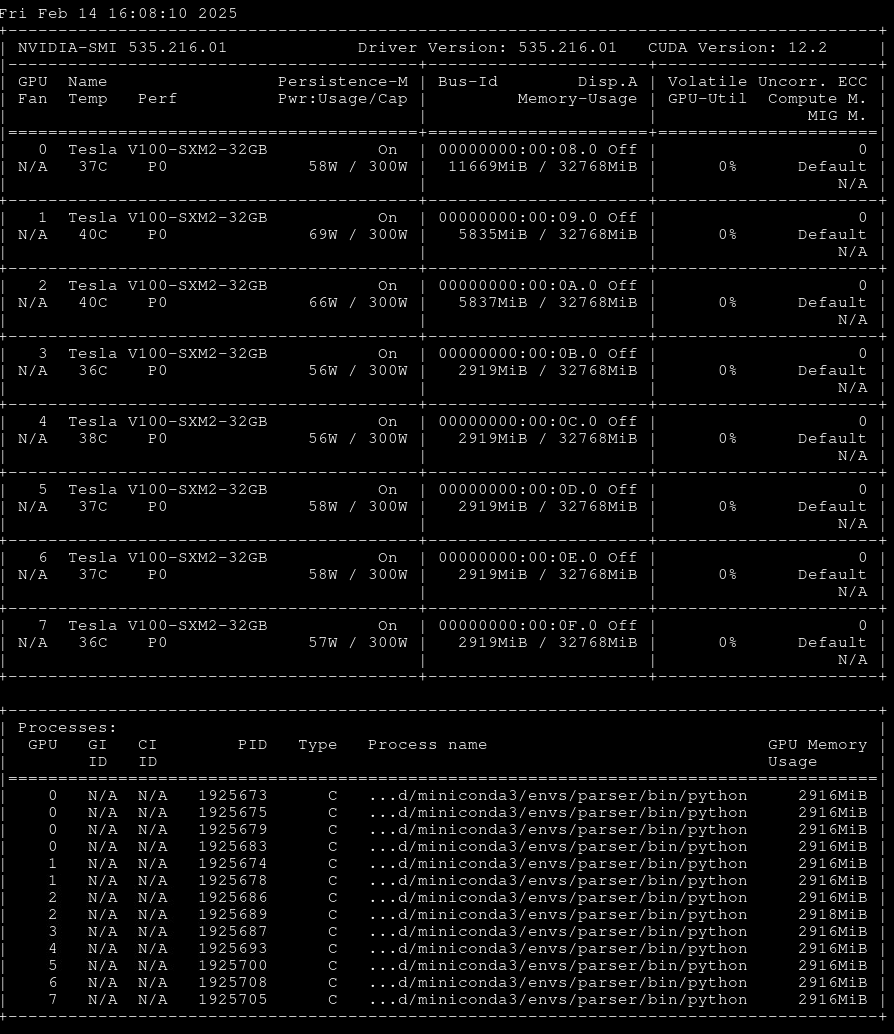 Fri Feb 14 16:08:10 2025
+---------------------------------------------------------------------------------------+
| NVIDIA-SMI 535.216.01             Driver Version: 535.216.01   CUDA Version: 12.2     |
|-----------------------------------------+----------------------+----------------------+
| GPU  Name                 Persistence-M | Bus-Id        Disp.A | Volatile Uncorr. ECC |
| Fan  Temp   Perf          Pwr:Usage/Cap |         Memory-Usage | GPU-Util  Compute M. |
|                                         |                      |               MIG M. |
|=========================================+======================+======================|
|   0  Tesla V100-SXM2-32GB           On  | 00000000:00:08.0 Off |                    0 |
| N/A   37C    P0              58W / 300W |  11669MiB / 32768MiB |      0%      Default |
|                                         |                      |                  N/A |
+-----------------------------------------+----------------------+----------------------+
|   1  Tesla V100-SXM2-32GB           On  | 00000000:00:09.0 Off |                    0 |
| N/A   40C    P0              69W / 300W |   5835MiB / 32768MiB |      0%      Default |
|                                         |                      |                  N/A |
+-----------------------------------------+----------------------+----------------------+
|   2  Tesla V100-SXM2-32GB           On  | 00000000:00:0A.0 Off |                    0 |
| N/A   40C    P0              66W / 300W |   5837MiB / 32768MiB |      0%      Default |
|                                         |                      |                  N/A |
+-----------------------------------------+----------------------+----------------------+
|   3  Tesla V100-SXM2-32GB           On  | 00000000:00:0B.0 Off |                    0 |
| N/A   36C    P0              56W / 300W |   2919MiB / 32768MiB |      0%      Default |
|                                         |                      |                  N/A |
+-----------------------------------------+----------------------+----------------------+
|   4  Tesla V100-SXM2-32GB           On  | 00000000:00:0C.0 Off |                    0 |
| N/A   38C    P0              56W / 300W |   2919MiB / 32768MiB |      0%      Default |
|                                         |                      |                  N/A |
+-----------------------------------------+----------------------+----------------------+
|   5  Tesla V100-SXM2-32GB           On  | 00000000:00:0D.0 Off |                    0 |
| N/A   37C    P0              58W / 300W |   2919MiB / 32768MiB |      0%      Default |
|                                         |                      |                  N/A |
+-----------------------------------------+----------------------+----------------------+
|   6  Tesla V100-SXM2-32GB           On  | 00000000:00:0E.0 Off |                    0 |
| N/A   37C    P0              58W / 300W |   2919MiB / 32768MiB |      0%      Default |
|                                         |                      |                  N/A |
+-----------------------------------------+----------------------+----------------------+
|   7  Tesla V100-SXM2-32GB           On  | 00000000:00:0F.0 Off |                    0 |
| N/A   36C    P0              57W / 300W |   2919MiB / 32768MiB |      0%      Default |
|                                         |                      |                  N/A |
+-----------------------------------------+----------------------+----------------------+

+---------------------------------------------------------------------------------------+
| Processes:                                                                            |
|  GPU   GI   CI        PID   Type   Process name                            GPU Memory |
|        ID   ID                                                             Usage      |
|=======================================================================================|
|    0   N/A  N/A   1925673      C   ...d/miniconda3/envs/parser/bin/python     2916MiB |
|    0   N/A  N/A   1925675      C   ...d/miniconda3/envs/parser/bin/python     2916MiB |
|    0   N/A  N/A   1925679      C   ...d/miniconda3/envs/parser/bin/python     2916MiB |
|    0   N/A  N/A   1925683      C   ...d/miniconda3/envs/parser/bin/python     2916MiB |
|    1   N/A  N/A   1925674      C   ...d/miniconda3/envs/parser/bin/python     2916MiB |
|    1   N/A  N/A   1925678      C   ...d/miniconda3/envs/parser/bin/python     2916MiB |
|    2   N/A  N/A   1925686      C   ...d/miniconda3/envs/parser/bin/python     2916MiB |
|    2   N/A  N/A   1925689      C   ...d/miniconda3/envs/parser/bin/python     2918MiB |
|    3   N/A  N/A   1925687      C   ...d/miniconda3/envs/parser/bin/python     2916MiB |
|    4   N/A  N/A   1925693      C   ...d/miniconda3/envs/parser/bin/python     2916MiB |
|    5   N/A  N/A   1925700      C   ...d/miniconda3/envs/parser/bin/python     2916MiB |
|    6   N/A  N/A   1925708      C   ...d/miniconda3/envs/parser/bin/python     2916MiB |
|    7   N/A  N/A   1925705      C   ...d/miniconda3/envs/parser/bin/python     2916MiB |
+---------------------------------------------------------------------------------------+